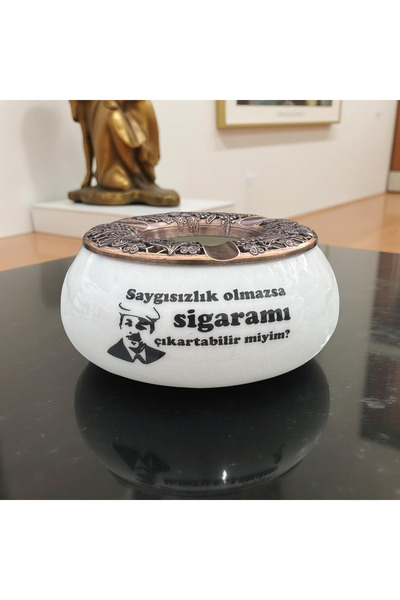 Saygısızlık olmazsa
sigaramı
çıkartabilir miyim?